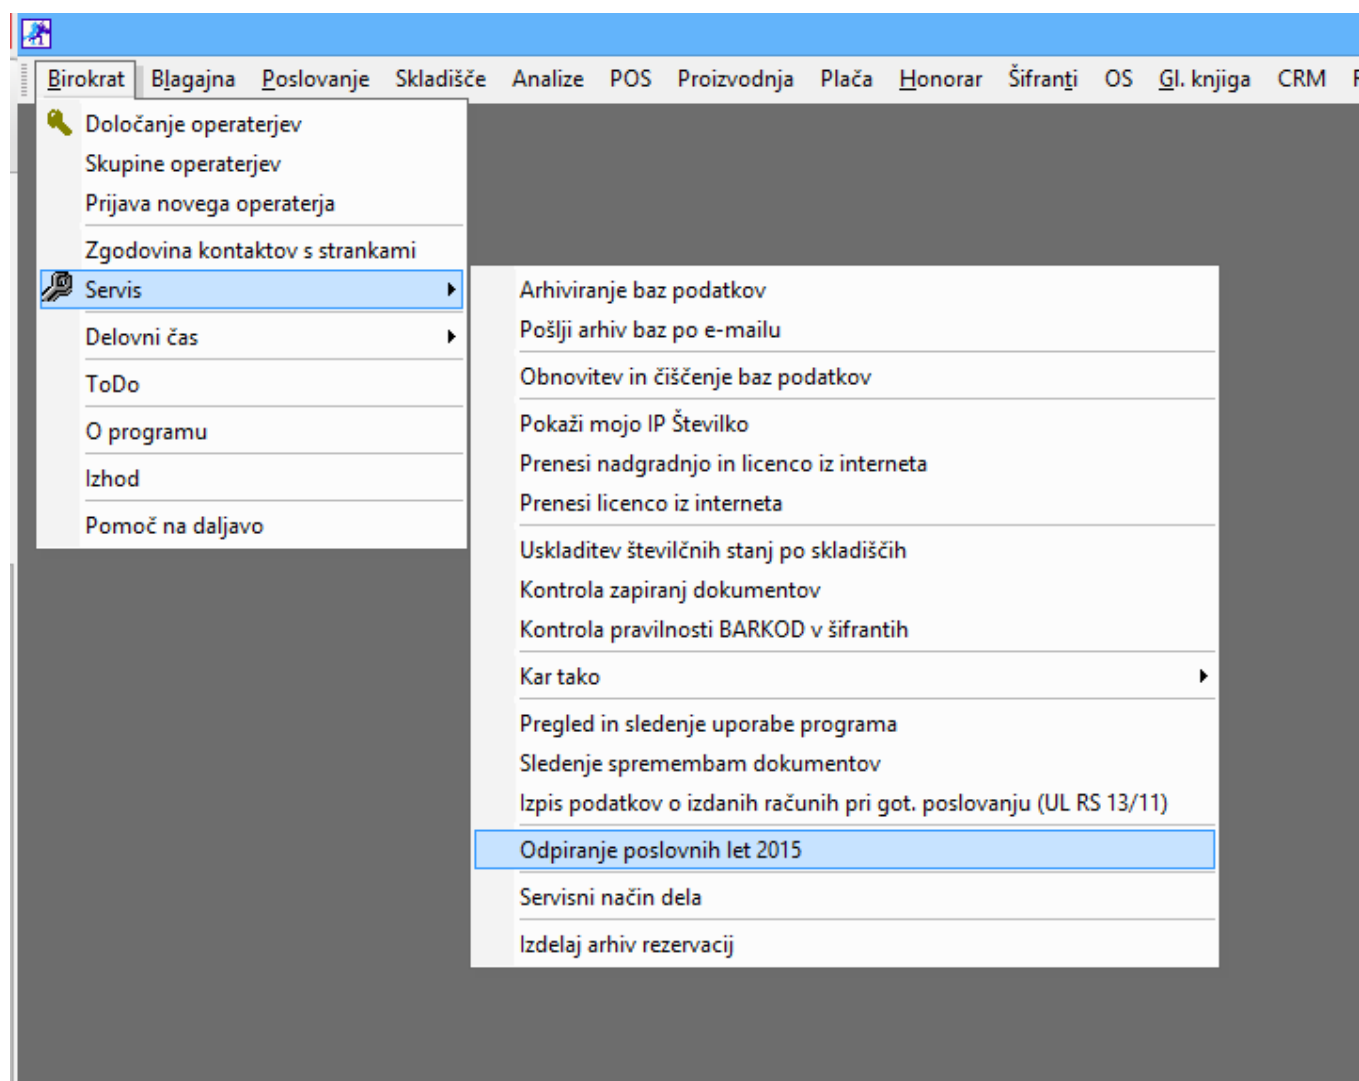 Birokrat Blagajna Poslovanje Skladišče Analize POS Proizvodnja Plača Honorar Šifranti OS Gl. knjiga CRM
Določanje operaterjev
Skupine operaterjev
Prijava novega operaterja
Zgodovina kontaktov s strankami
Servis
Delovni čas
ToDo
O programu
Izhod
Pomoč na daljavo
Arhiviranje baz podatkov
Pošlji arhiv baz po e-mailu
Obnovitev in čiščenje baz podatkov
Pokaži mojo IP Številko
Prenesi nadgradnjo in licenco iz interneta
Prenesi licenco iz interneta
Uskladitev številčnih stanj po skladiščih
Kontrola zapiranj dokumentov
Kontrola pravilnosti BARKOD v šifrantih
Kar tako
Pregled in sledenje uporabe programa
Sledenje spremembam dokumentov
Izpis podatkov o izdanih računih pri got. poslovanju (UL RS 13/11)
Odpiranje poslovnih let 2015
Servisni način dela
Izdelaj arhiv rezervacij